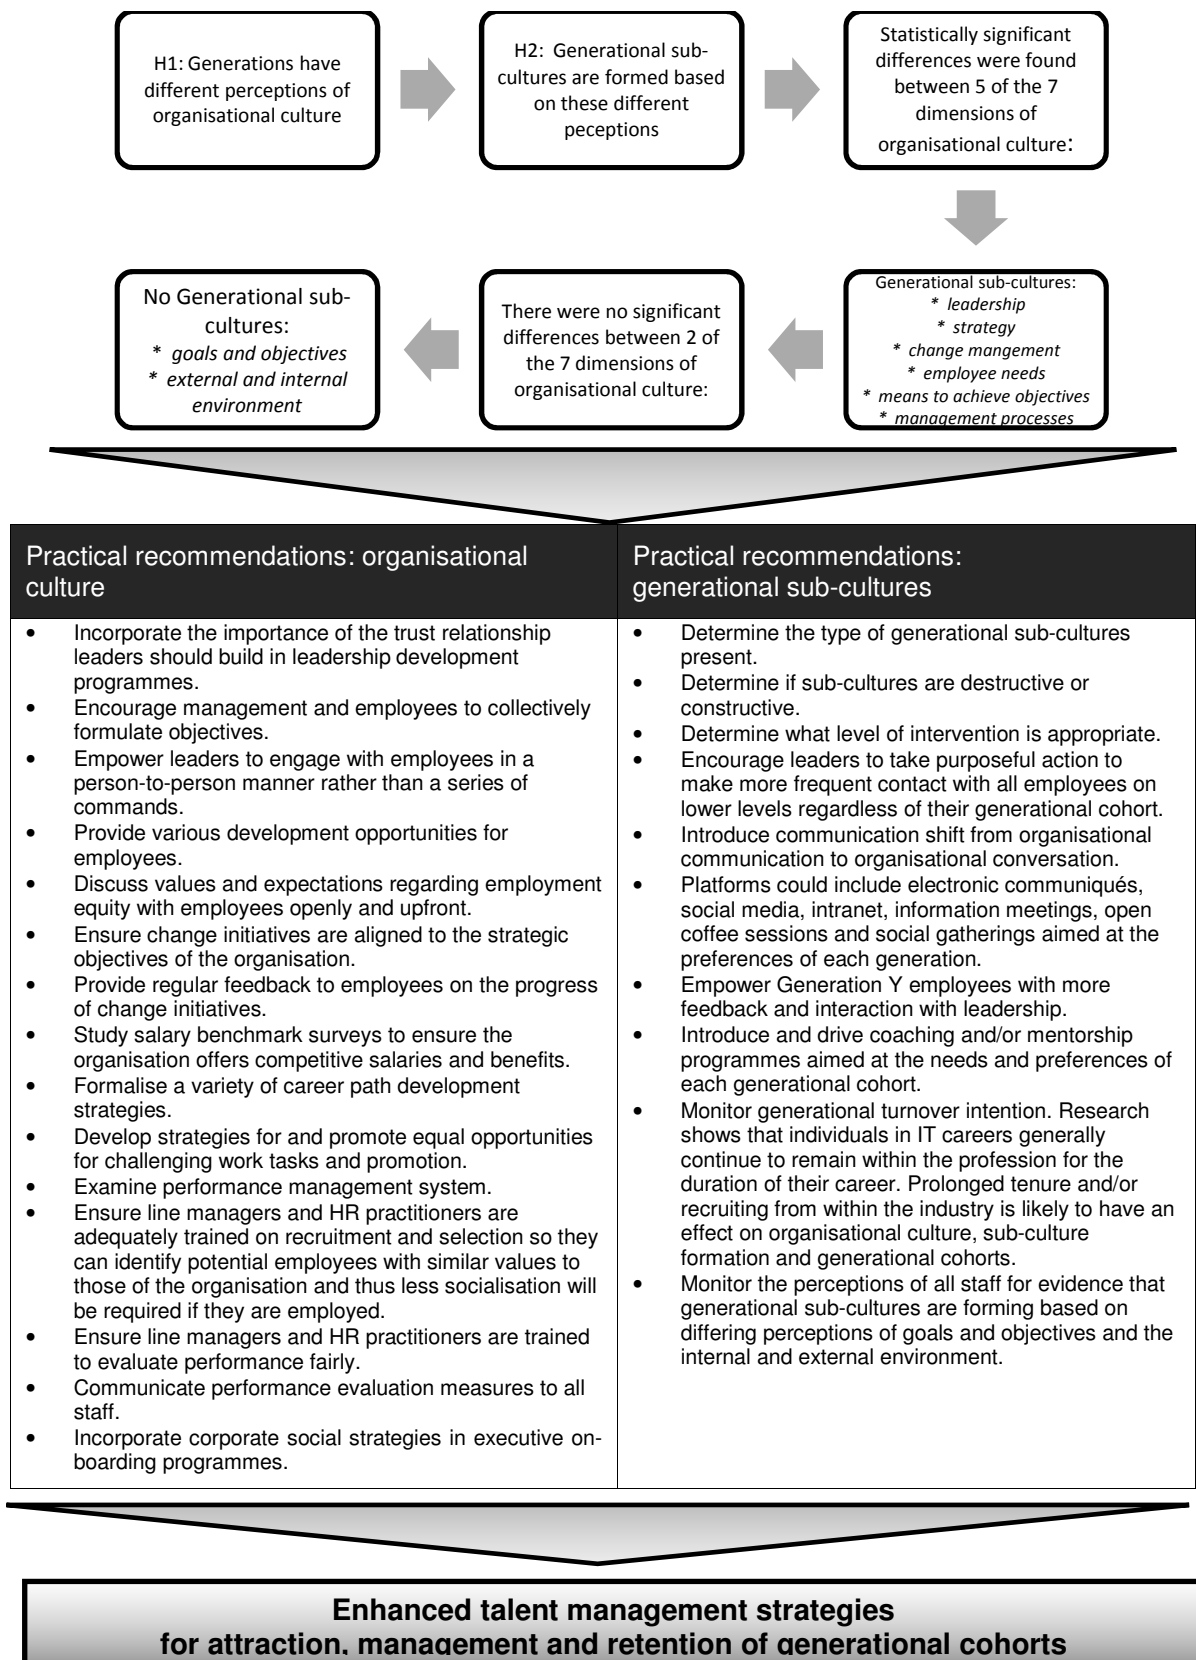 H1: Generations have
different perceptions of
organisational culture
H2:  Generational sub-
cultures are formed based
on these different
peceptions
Statistically significant
differences were found
between 5 of the 7
dimensions of
organisational culture:
Generational sub-cultures:
* leadership
* strategy
* change mangement
* employee needs
* means to achieve objectives
* management processes
There were no significant
differences between 2 of
the 7 dimensions of
organisational culture:
No Generational sub-
cultures:
* goals and objectives
* external and internal
environment
Practical recommendations: organisational
culture
• Incorporate the importance of the trust relationship
leaders should build in leadership development
programmes.
• Encourage management and employees to collectively
formulate objectives.
• Empower leaders to engage with employees in a
person-to-person manner rather than a series of
commands.
• Provide various development opportunities for
employees.
• Discuss values and expectations regarding employment
equity with employees openly and upfront.
• Ensure change initiatives are aligned to the strategic
objectives of the organisation.
• Provide regular feedback to employees on the progress
of change initiatives.
• Study salary benchmark surveys to ensure the
organisation offers competitive salaries and benefits.
• Formalise a variety of career path development
strategies.
• Develop strategies for and promote equal opportunities
for challenging work tasks and promotion.
• Examine performance management system.
• Ensure line managers and HR practitioners are
adequately trained on recruitment and selection so they
can identify potential employees with similar values to
those of the organisation and thus less socialisation will
be required if they are employed.
• Ensure line managers and HR practitioners are trained
to evaluate performance fairly.
• Communicate performance evaluation measures to all
staff.
• Incorporate corporate social strategies in executive on-
boarding programmes.
Practical recommendations:
generational sub-cultures
• Determine the type of generational sub-cultures
present.
• Determine if sub-cultures are destructive or
constructive.
• Determine what level of intervention is appropriate.
• Encourage leaders to take purposeful action to
make more frequent contact with all employees on
lower levels regardless of their generational cohort.
• Introduce communication shift from organisational
communication to organisational conversation.
• Platforms could include electronic communiqués,
social media, intranet, information meetings, open
coffee sessions and social gatherings aimed at the
preferences of each generation.
• Empower Generation Y employees with more
feedback and interaction with leadership.
• Introduce and drive coaching and/or mentorship
programmes aimed at the needs and preferences of
each generational cohort.
• Monitor generational turnover intention. Research
shows that individuals in IT careers generally
continue to remain within the profession for the
duration of their career. Prolonged tenure and/or
recruiting from within the industry is likely to have an
effect on organisational culture, sub-culture
formation and generational cohorts.
• Monitor the perceptions of all staff for evidence that
generational sub-cultures are forming based on
differing perceptions of goals and objectives and the
internal and external environment.
Enhanced talent management strategies
for attraction, management and retention of generational cohorts